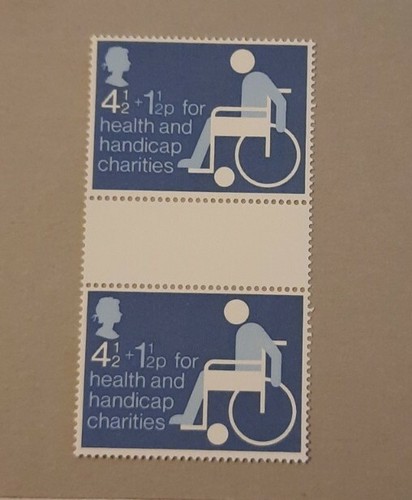 4½ + 1½p for
health and
handicap
charities
4½ + 1½p for
health and
handicap
charities